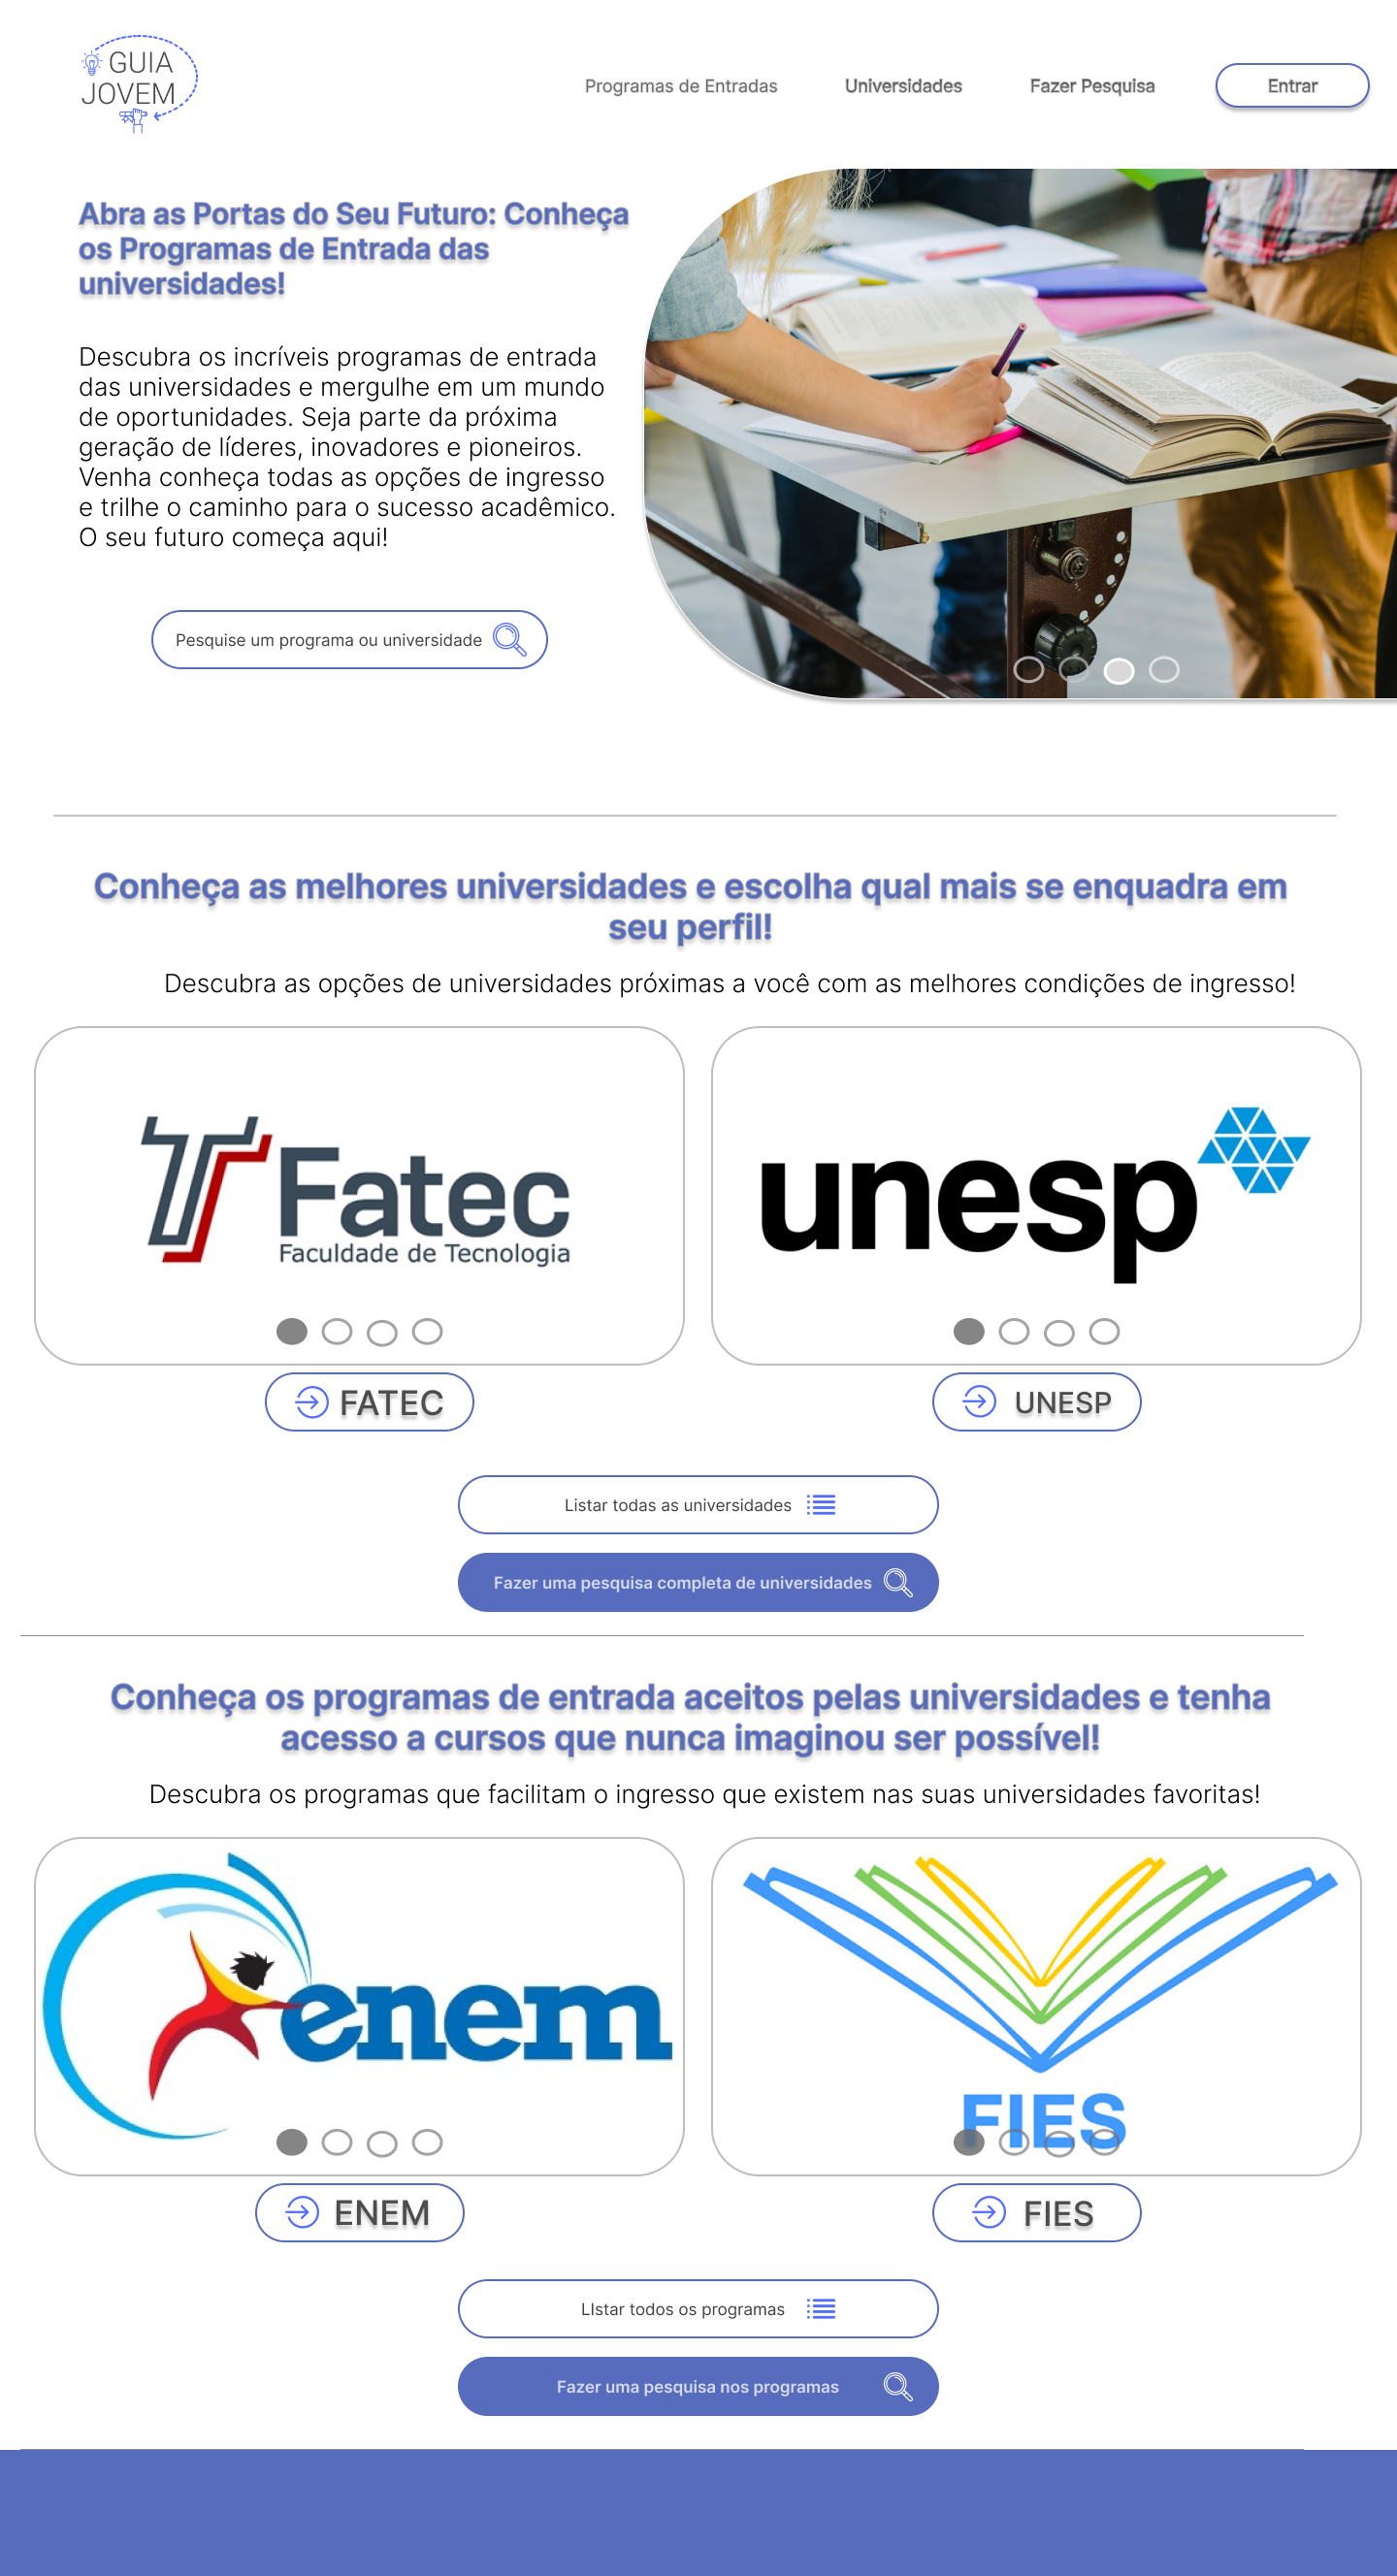 GUIA
JOVEM
Programas de Entradas
Universidades
Fazer Pesquisa
Entrar
Abra as Portas do Seu Futuro: Conheça
os Programas de Entrada das
universidades!
Descubra os incríveis programas de entrada
das universidades e mergulhe em um mundo
de oportunidades. Seja parte da próxima
geração de líderes, inovadores e pioneiros.
Venha conheça todas as opções de ingresso
e trilhe o caminho para o sucesso acadêmico.
O seu futuro começa aqui!
Pesquise um programa ou universidade
Conheça as melhores universidades e escolha qual mais se enquadra em
seu perfil!
Descubra as opções de universidades próximas a você com as melhores condições de ingresso!
Fatec
Faculdade de Tecnologia
unesp
FATEC
UNESP
Listar todas as universidades
Fazer uma pesquisa completa de universidades
Conheça os programas de entrada aceitos pelas universidades e tenha
acesso a cursos que nunca imaginou ser possível!
Descubra os programas que facilitam o ingresso que existem nas suas universidades favoritas!
enem
FIES
ENEM
FIES
LIstar todos os programas
Fazer uma pesquisa nos programas